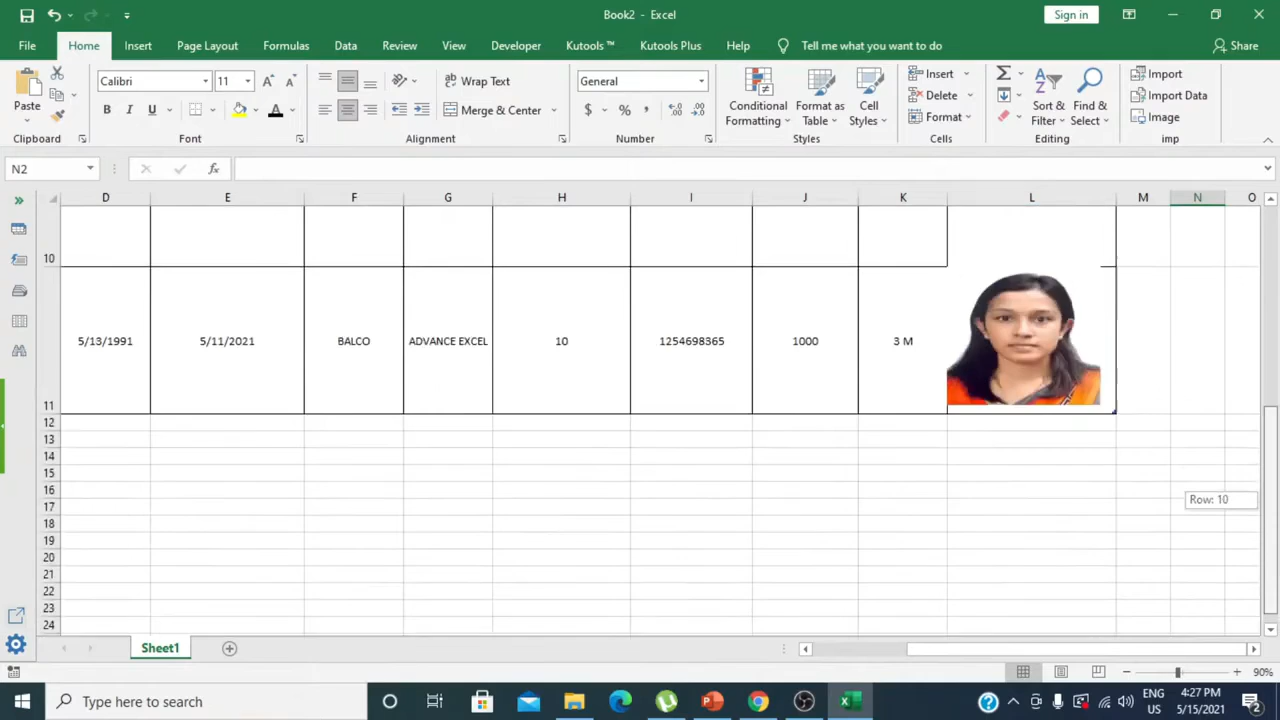 Book2 - Excel
Sign in
File Home Insert Page Layout Formulas Data Review View Developer Kutools ™ Kutools Plus Help Tell me what you want to do Share
Paste
Calibri 11
B I U A
Wrap Text
Merge & Center
General
$ % ,
Conditional Formatting
Format as Table
Cell Styles
Insert
Delete
Format
Sort & Filter
Find & Select
Import
Import Data
Image
Clipboard Font Alignment Number Styles Cells Editing imp
N2 fx
D E F G H I J K L M N O
10
5/13/1991 5/11/2021 BALCO ADVANCE EXCEL 10 1254698365 1000 3 M
11
12
13
14
15
16
Row: 10
17
18
19
20
21
22
23
24
Sheet1
90%
Type here to search
ENG
US
4:27 PM
5/15/2021
2